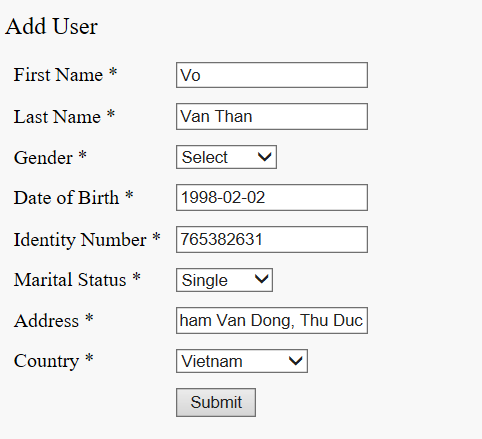 Add User
First Name * Vo
Last Name * Van Than
Gender * Select
Date of Birth * 1998-02-02
Identity Number * 765382631
Marital Status * Single
Address * ham Van Dong, Thu Duc
Country * Vietnam
Submit